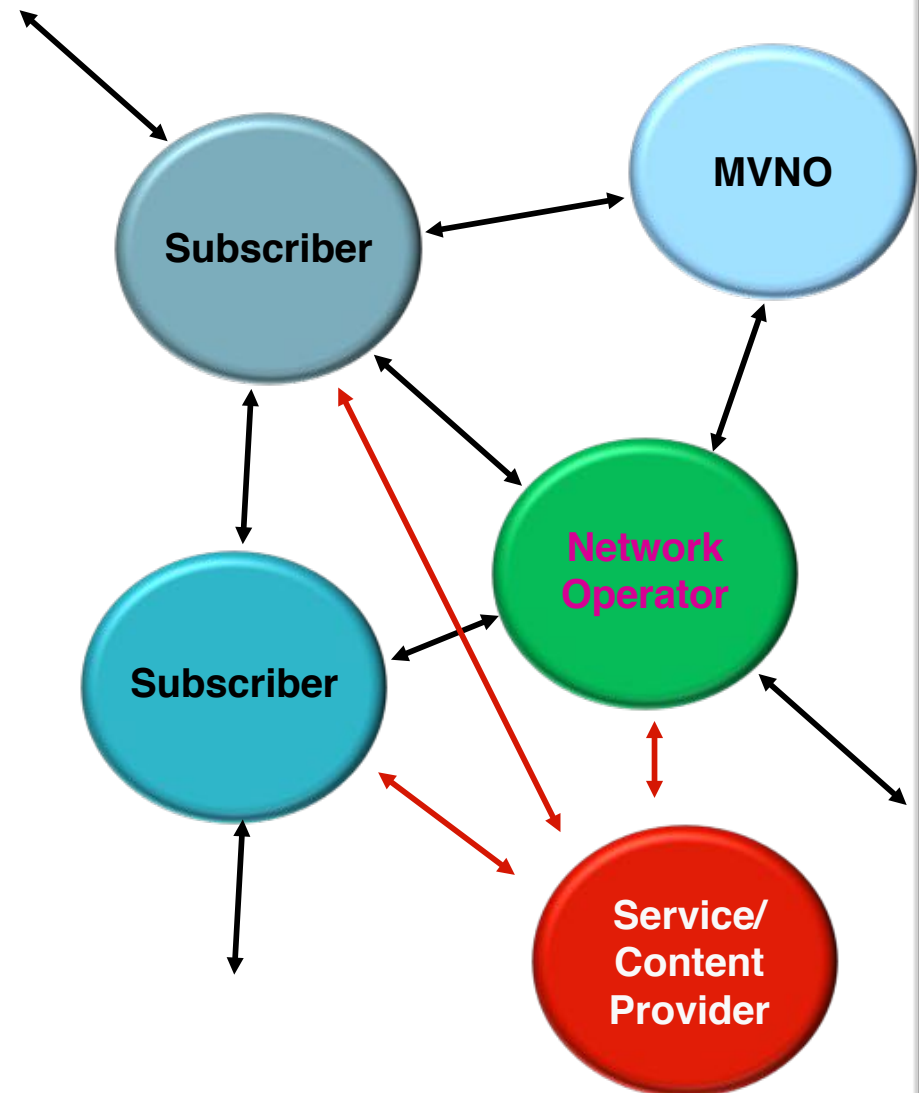 MVNO
Subscriber
Network
Operator
Subscriber
Service/
Content
Provider